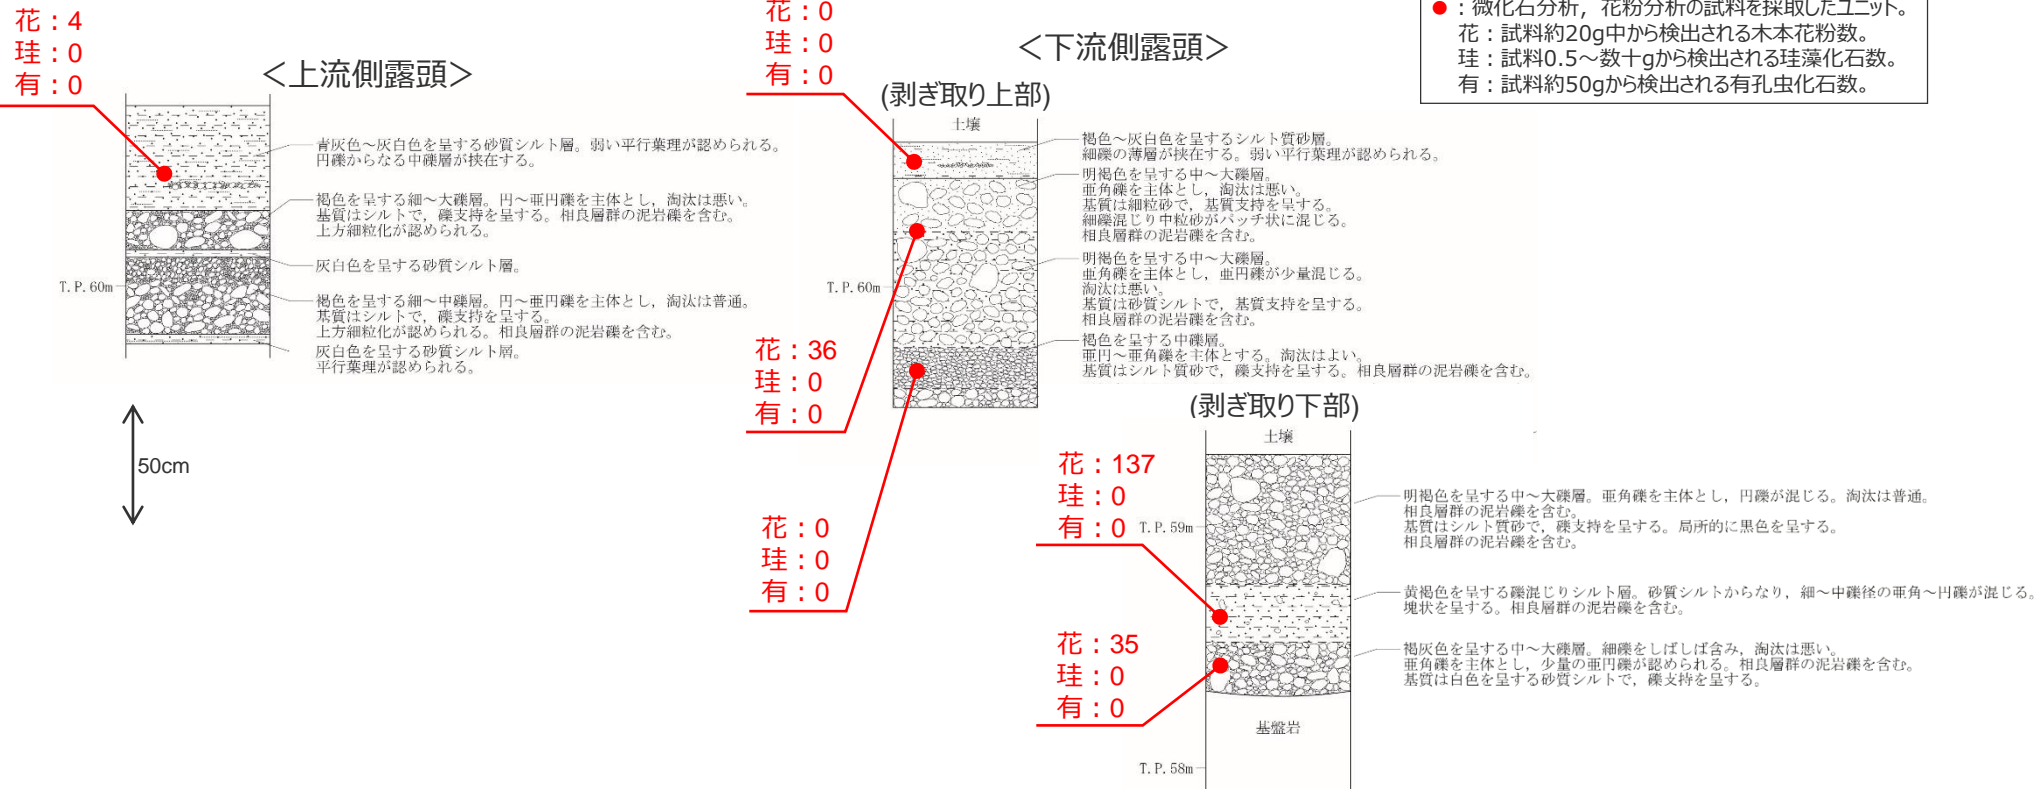 花：4
珪：0
有：0
＜上流側露頭＞
青灰色～灰白色を呈する砂質シルト層。弱い平行葉理が認められる。
円礫からなる中礫層が挟在する。
褐色を呈する細～大礫層。円～亜円礫を主体とし，淘汰は悪い。
基質はシルトで，礫支持を呈する。相良層群の泥岩礫を含む。
上方細粒化が認められる。
灰白色を呈する砂質シルト層。
T.P.60m
褐色を呈する細～中礫層。円～亜円礫を主体とし，淘汰は普通。
基質はシルトで，礫支持を呈する。
上方細粒化が認められる。相良層群の泥岩礫を含む。
灰白色を呈する砂質シルト層。
平行葉理が認められる。
50cm
花：0
珪：0
有：0
＜下流側露頭＞
(剥ぎ取り上部)
土壌
褐色～灰白色を呈するシルト質砂層。
細礫の薄層が挟在する。弱い平行葉理が認められる。
明褐色を呈する中～大礫層。
亜角礫を主体とし，淘汰は悪い。
基質は細粒砂で，基質支持を呈する。
細礫混じり中粒砂がパッチ状に混じる。
相良層群の泥岩礫を含む。
明褐色を呈する中～大礫層。
亜角礫を主体とし，亜円礫が少量混じる。
淘汰は悪い。
基質は砂質シルトで，基質支持を呈する。
相良層群の泥岩礫を含む。
T.P.60m
褐色を呈する中礫層。
亜円～亜角礫を主体とする。淘汰はよい。
基質はシルト質砂で，礫支持を呈する。相良層群の泥岩礫を含む。
花：36
珪：0
有：0
花：0
珪：0
有：0
(剥ぎ取り下部)
土壌
花：137
珪：0
有：0
T.P.59m
明褐色を呈する中～大礫層。亜角礫を主体とし，円礫が混じる。淘汰は普通。
相良層群の泥岩礫を含む。
基質はシルト質砂で，礫支持を呈する。局所的に黒色を呈する。
相良層群の泥岩礫を含む。
黄褐色を呈する礫混じりシルト層。砂質シルトからなり，細～中礫径の亜角～円礫が混じる。
塊状を呈する。相良層群の泥岩礫を含む。
花：35
珪：0
有：0
褐灰色を呈する中～大礫層。細礫をしばしば含み，淘汰は悪い。
亜角礫を主体とし，少量の亜円礫が認められる。相良層群の泥岩礫を含む。
基質は白色を呈する砂質シルトで，礫支持を呈する。
基盤岩
T.P.58m
●：微化石分析，花粉分析の試料を採取したユニット。
花：試料約20g中から検出される木本花粉数。
珪：試料0.5～数十gから検出される珪藻化石数。
有：試料約50gから検出される有孔虫化石数。